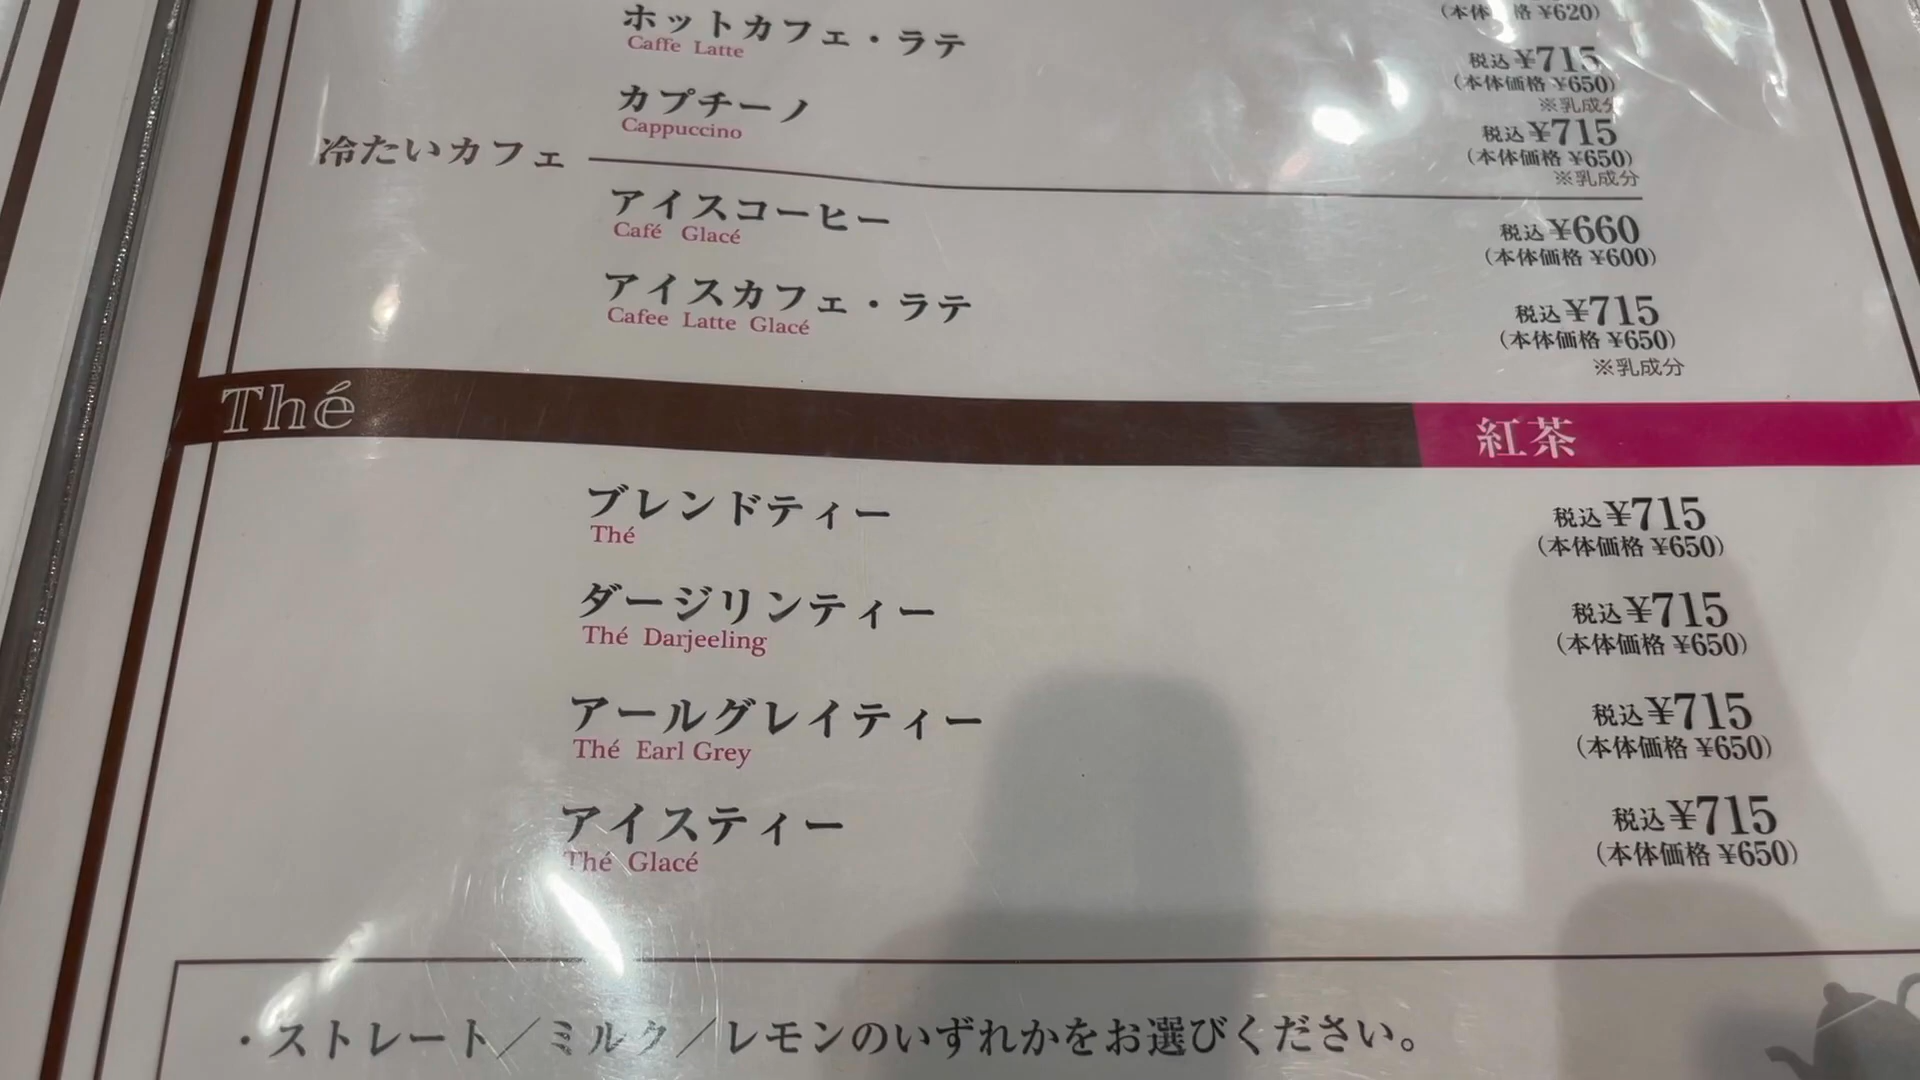 (本体 格 ¥620)
ホットカフェ・ラテ
Caffe Latte
税込 ¥715
(本体価格 ¥650)
※乳成分
カプチーノ
Cappuccino
税込 ¥715
(本体価格 ¥650)
※乳成分
冷たいカフェ
アイスコーヒー
Café Glacé
税込 ¥660
(本体価格 ¥600)
アイスカフェ・ラテ
Cafee Latte Glacé
税込 ¥715
(本体価格 ¥650)
※乳成分
Thé
紅茶
ブレンドティー
Thé
税込 ¥715
(本体価格 ¥650)
ダージリンティー
Thé Darjeeling
税込 ¥715
(本体価格 ¥650)
アールグレイティー
Thé Earl Grey
税込 ¥715
(本体価格 ¥650)
アイスティー
Thé Glacé
税込 ¥715
(本体価格 ¥650)
・ストレート／ミルク／レモンのいずれかをお選びください。